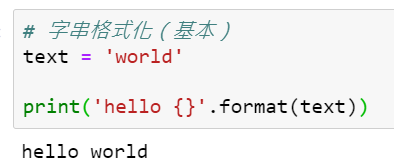 # 字串格式化 ( 基本 )
text = 'world'
print('hello {}'.format(text))
hello world